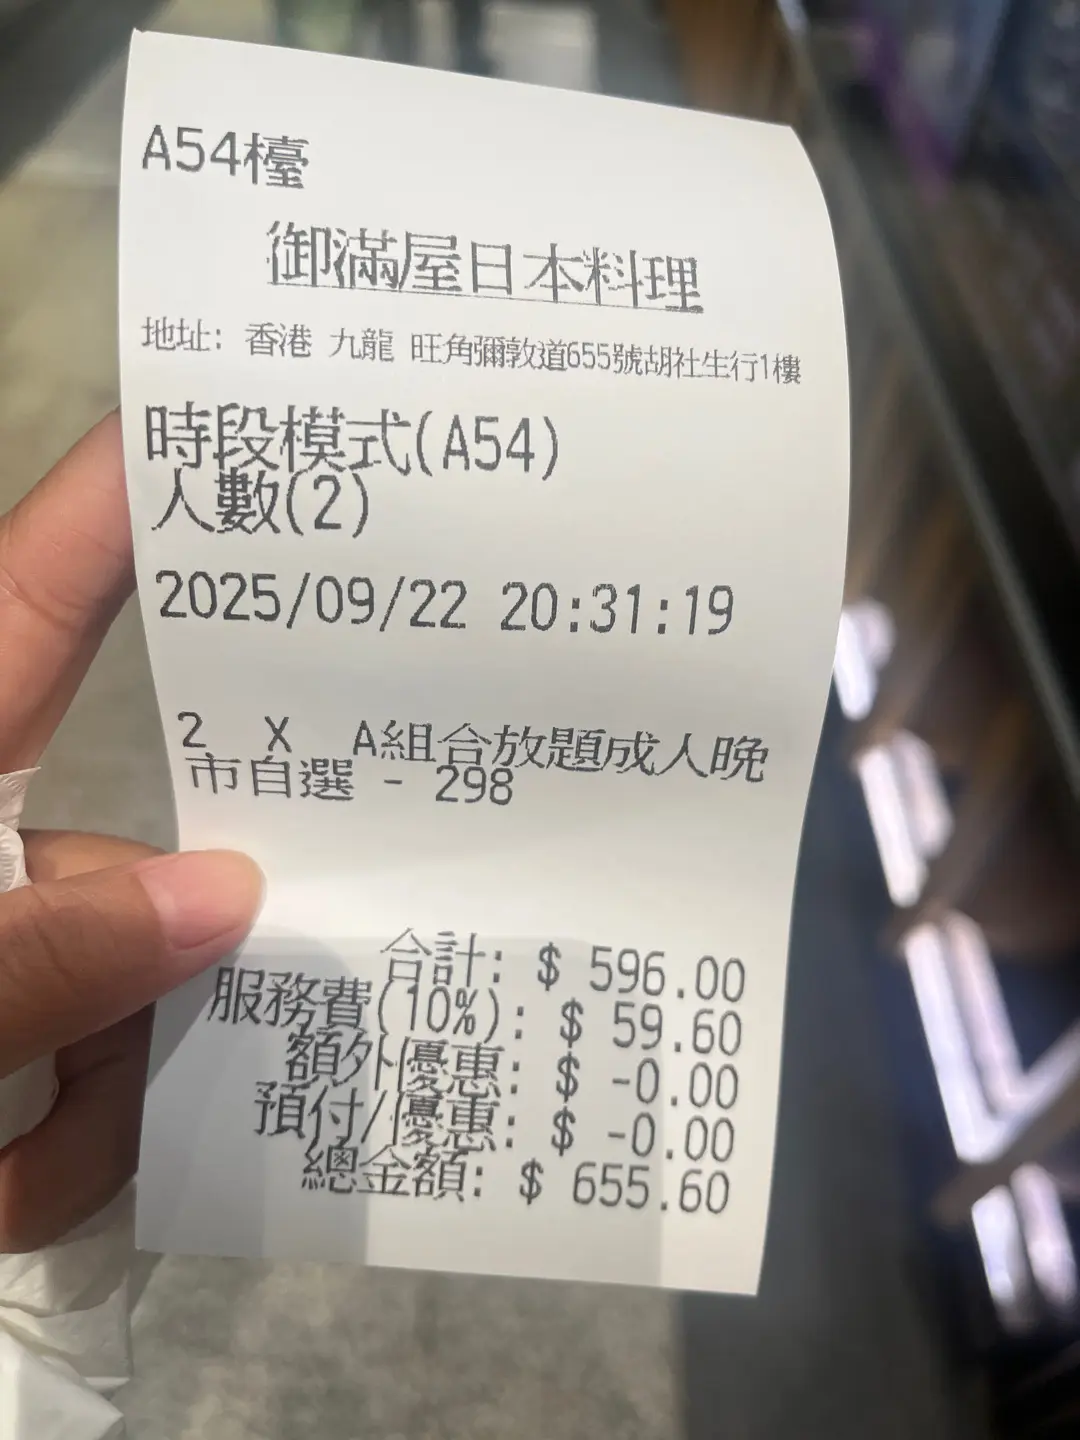 A54檯
御滿屋日本料理
地址: 香港 九龍 旺角彌敦道655號胡社生行1樓
時段模式(A54)
人數(2)
2025/09/22 20:31:19
2 X A組合放題成人晚
市自選 - 298
合計: $ 596.00
服務費(10%): $ 59.60
額外優惠: $ -0.00
預付/優惠: $ -0.00
總金額: $ 655.60